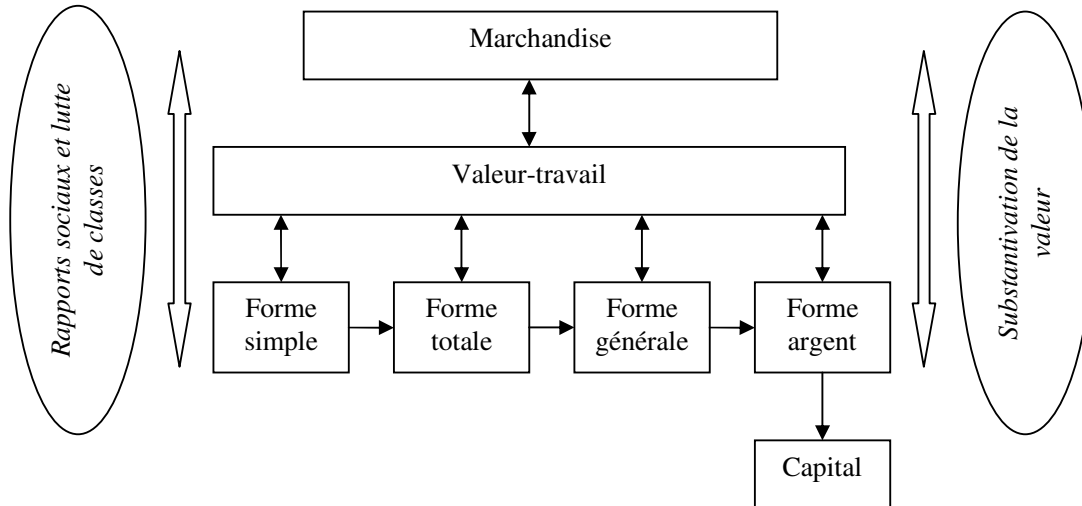 Marchandise
Rapports sociaux et lutte
de classes
Substantivation de la
valeur
Valeur-travail
Forme
simple
Forme
totale
Forme
générale
Forme
argent
Capital